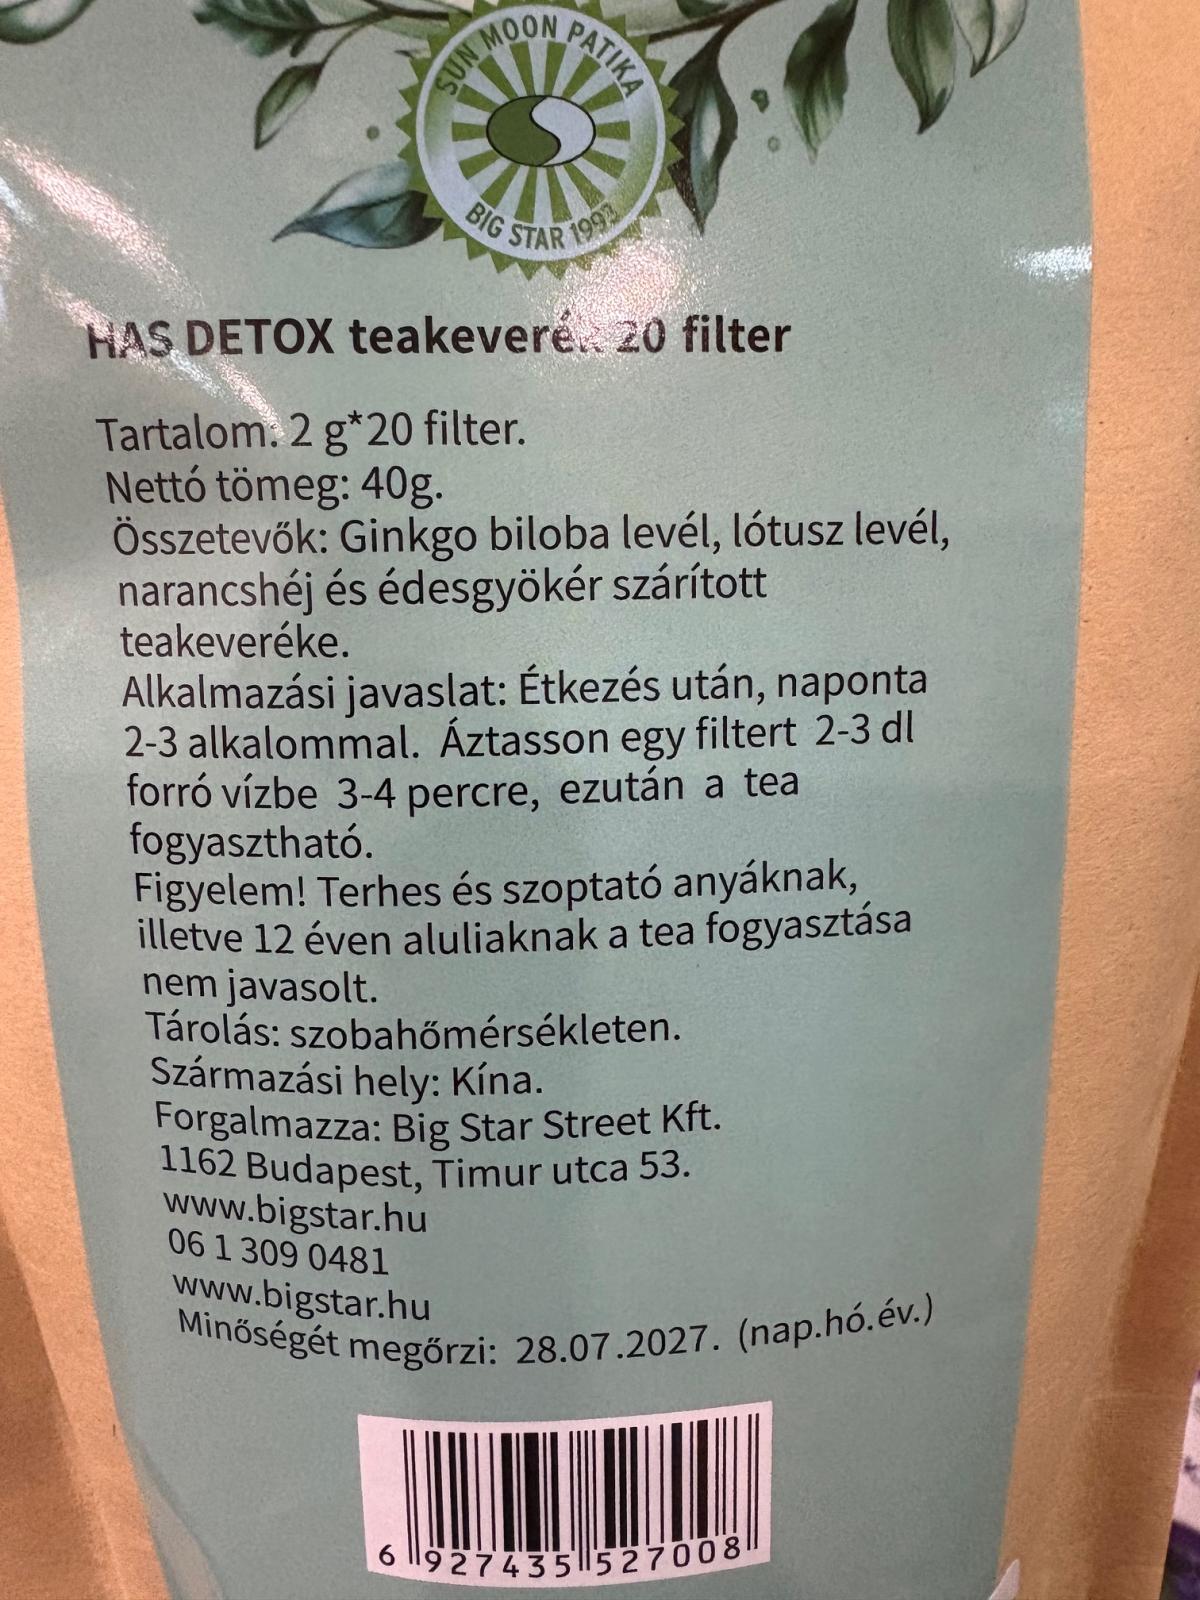 SUN MOON PATIKA
BIG STAR 1993
HAS DETOX teakeverék 20 filter
Tartalom: 2 g*20 filter.
Nettó tömeg: 40g.
Összetevők: Ginkgo biloba levél, lótusz levél,
narancshéj és édesgyökér szárított
teakeveréke.
Alkalmazási javaslat: Étkezés után, naponta
2-3 alkalommal. Áztasson egy filtert 2-3 dl
forró vízbe 3-4 percre, ezután a tea
fogyasztható.
Figyelem! Terhes és szoptató anyáknak,
illetve 12 éven aluliaknak a tea fogyasztása
nem javasolt.
Tárolás: szobahőmérsékleten.
Származási hely: Kína.
Forgalmazza: Big Star Street Kft.
1162 Budapest, Timur utca 53.
www.bigstar.hu
06 1 309 0481
www.bigstar.hu
Minőségét megőrzi: 28.07.2027. (nap.hó.év.)
6 927435 527008